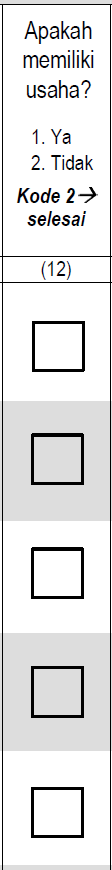 Apakah
memiliki
usaha?
1. Ya
2. Tidak
Kode 2→
selesai
(12)